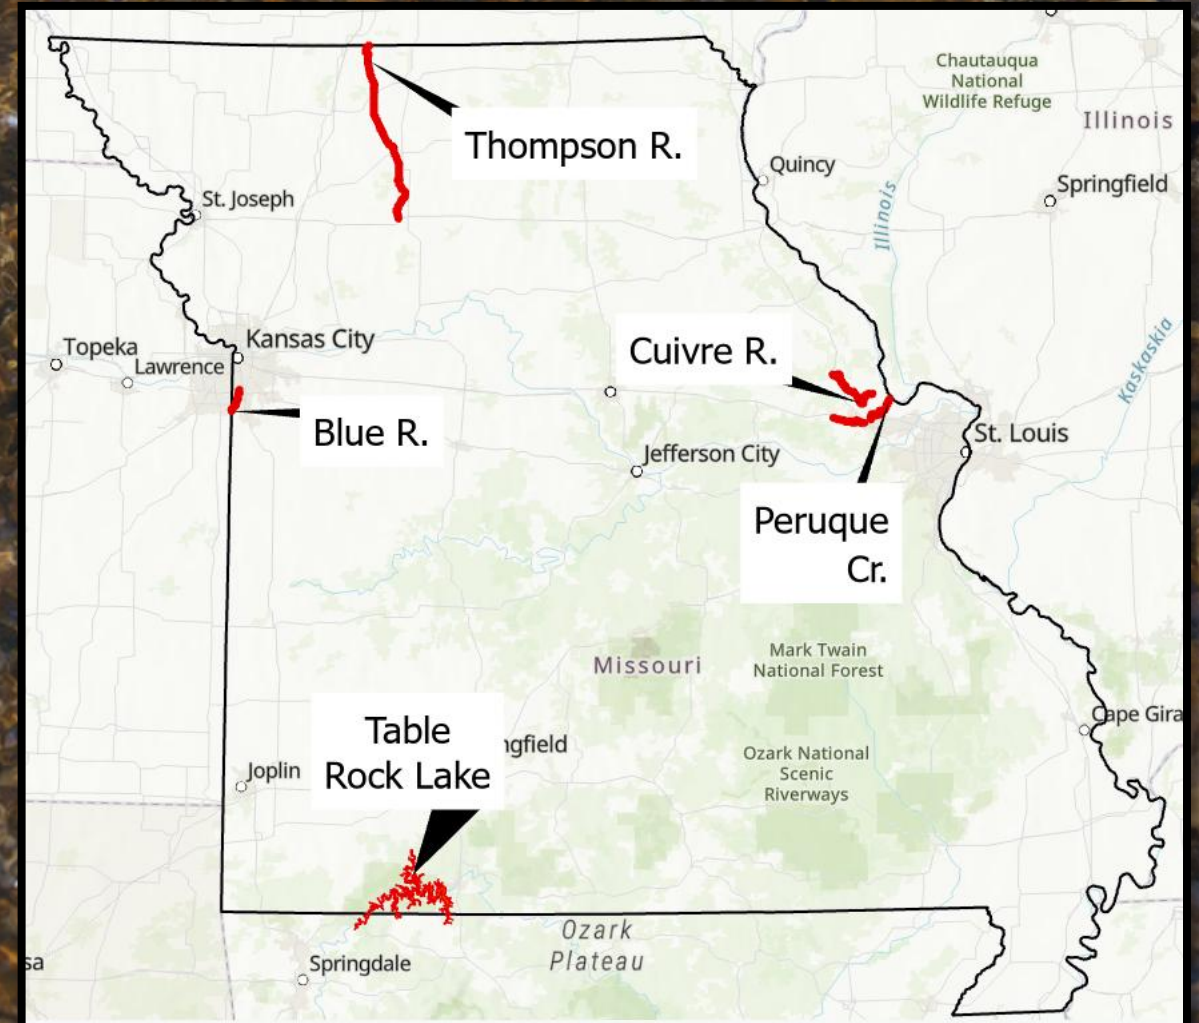 Chautauqua
National
Wildlife Refuge
Illinois
Thompson R.
Quincy
Springfield
St. Joseph
Illinois
Kansas City
Topeka
Lawrence
Cuivre R.
Kaskaskia
Blue R.
St. Louis
Jefferson City
Peruque
Cr.
Missouri
Mark Twain
National Forest
Cape Gira
Table
Rock Lake
ngfield
Ozark National
Scenic
Riverways
Joplin
Ozark
Plateau
sa
Springdale